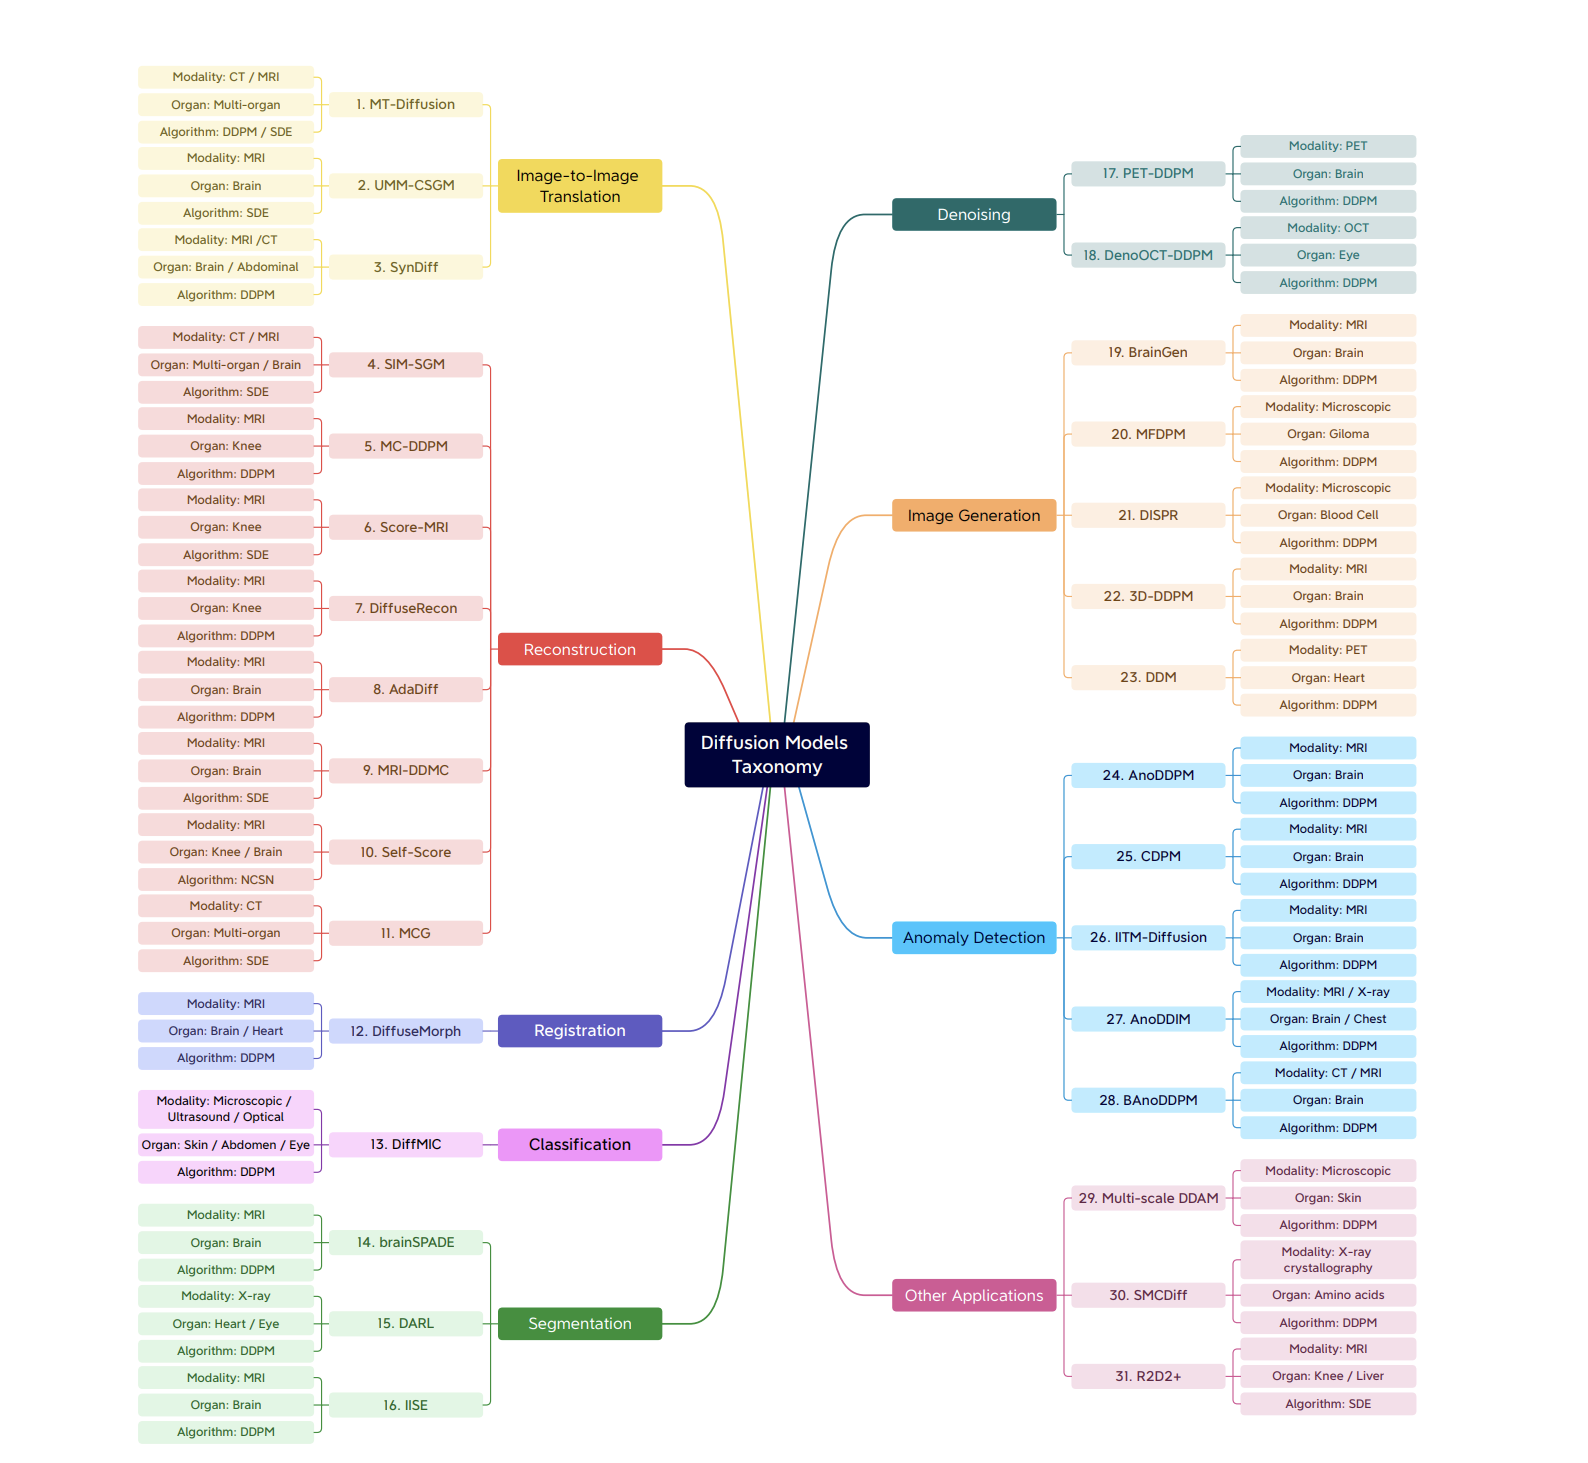 Diffusion Models
Taxonomy
Image-to-Image
Translation
1. MT-Diffusion
Modality: CT / MRI
Organ: Multi-organ
Algorithm: DDPM / SDE
2. UMM-CSGM
Modality: MRI
Organ: Brain
Algorithm: SDE
3. SynDiff
Modality: MRI /CT
Organ: Brain / Abdominal
Algorithm: DDPM
Reconstruction
4. SIM-SGM
Modality: CT / MRI
Organ: Multi-organ / Brain
Algorithm: SDE
5. MC-DDPM
Modality: MRI
Organ: Knee
Algorithm: DDPM
6. Score-MRI
Modality: MRI
Organ: Knee
Algorithm: SDE
7. DiffuseRecon
Modality: MRI
Organ: Knee
Algorithm: DDPM
8. AdaDiff
Modality: MRI
Organ: Brain
Algorithm: DDPM
9. MRI-DDMC
Modality: MRI
Organ: Brain
Algorithm: SDE
10. Self-Score
Modality: MRI
Organ: Knee / Brain
Algorithm: NCSN
11. MCG
Modality: CT
Organ: Multi-organ
Algorithm: SDE
Registration
12. DiffuseMorph
Modality: MRI
Organ: Brain / Heart
Algorithm: DDPM
Classification
13. DiffMIC
Modality: Microscopic /
Ultrasound / Optical
Organ: Skin / Abdomen / Eye
Algorithm: DDPM
Segmentation
14. brainSPADE
Modality: MRI
Organ: Brain
Algorithm: DDPM
15. DARL
Modality: X-ray
Organ: Heart / Eye
Algorithm: DDPM
16. IISE
Modality: MRI
Organ: Brain
Algorithm: DDPM
Denoising
17. PET-DDPM
Modality: PET
Organ: Brain
Algorithm: DDPM
18. DenoOCT-DDPM
Modality: OCT
Organ: Eye
Algorithm: DDPM
Image Generation
19. BrainGen
Modality: MRI
Organ: Brain
Algorithm: DDPM
20. MFDPM
Modality: Microscopic
Organ: Giloma
Algorithm: DDPM
21. DISPR
Modality: Microscopic
Organ: Blood Cell
Algorithm: DDPM
22. 3D-DDPM
Modality: MRI
Organ: Brain
Algorithm: DDPM
23. DDM
Modality: PET
Organ: Heart
Algorithm: DDPM
Anomaly Detection
24. AnoDDPM
Modality: MRI
Organ: Brain
Algorithm: DDPM
25. CDPM
Modality: MRI
Organ: Brain
Algorithm: DDPM
26. IITM-Diffusion
Modality: MRI
Organ: Brain
Algorithm: DDPM
27. AnoDDIM
Modality: MRI / X-ray
Organ: Brain / Chest
Algorithm: DDPM
28. BAnoDDPM
Modality: CT / MRI
Organ: Brain
Algorithm: DDPM
Other Applications
29. Multi-scale DDAM
Modality: Microscopic
Organ: Skin
Algorithm: DDPM
30. SMCDiff
Modality: X-ray
crystallography
Organ: Amino acids
Algorithm: DDPM
31. R2D2+
Modality: MRI
Organ: Knee / Liver
Algorithm: SDE